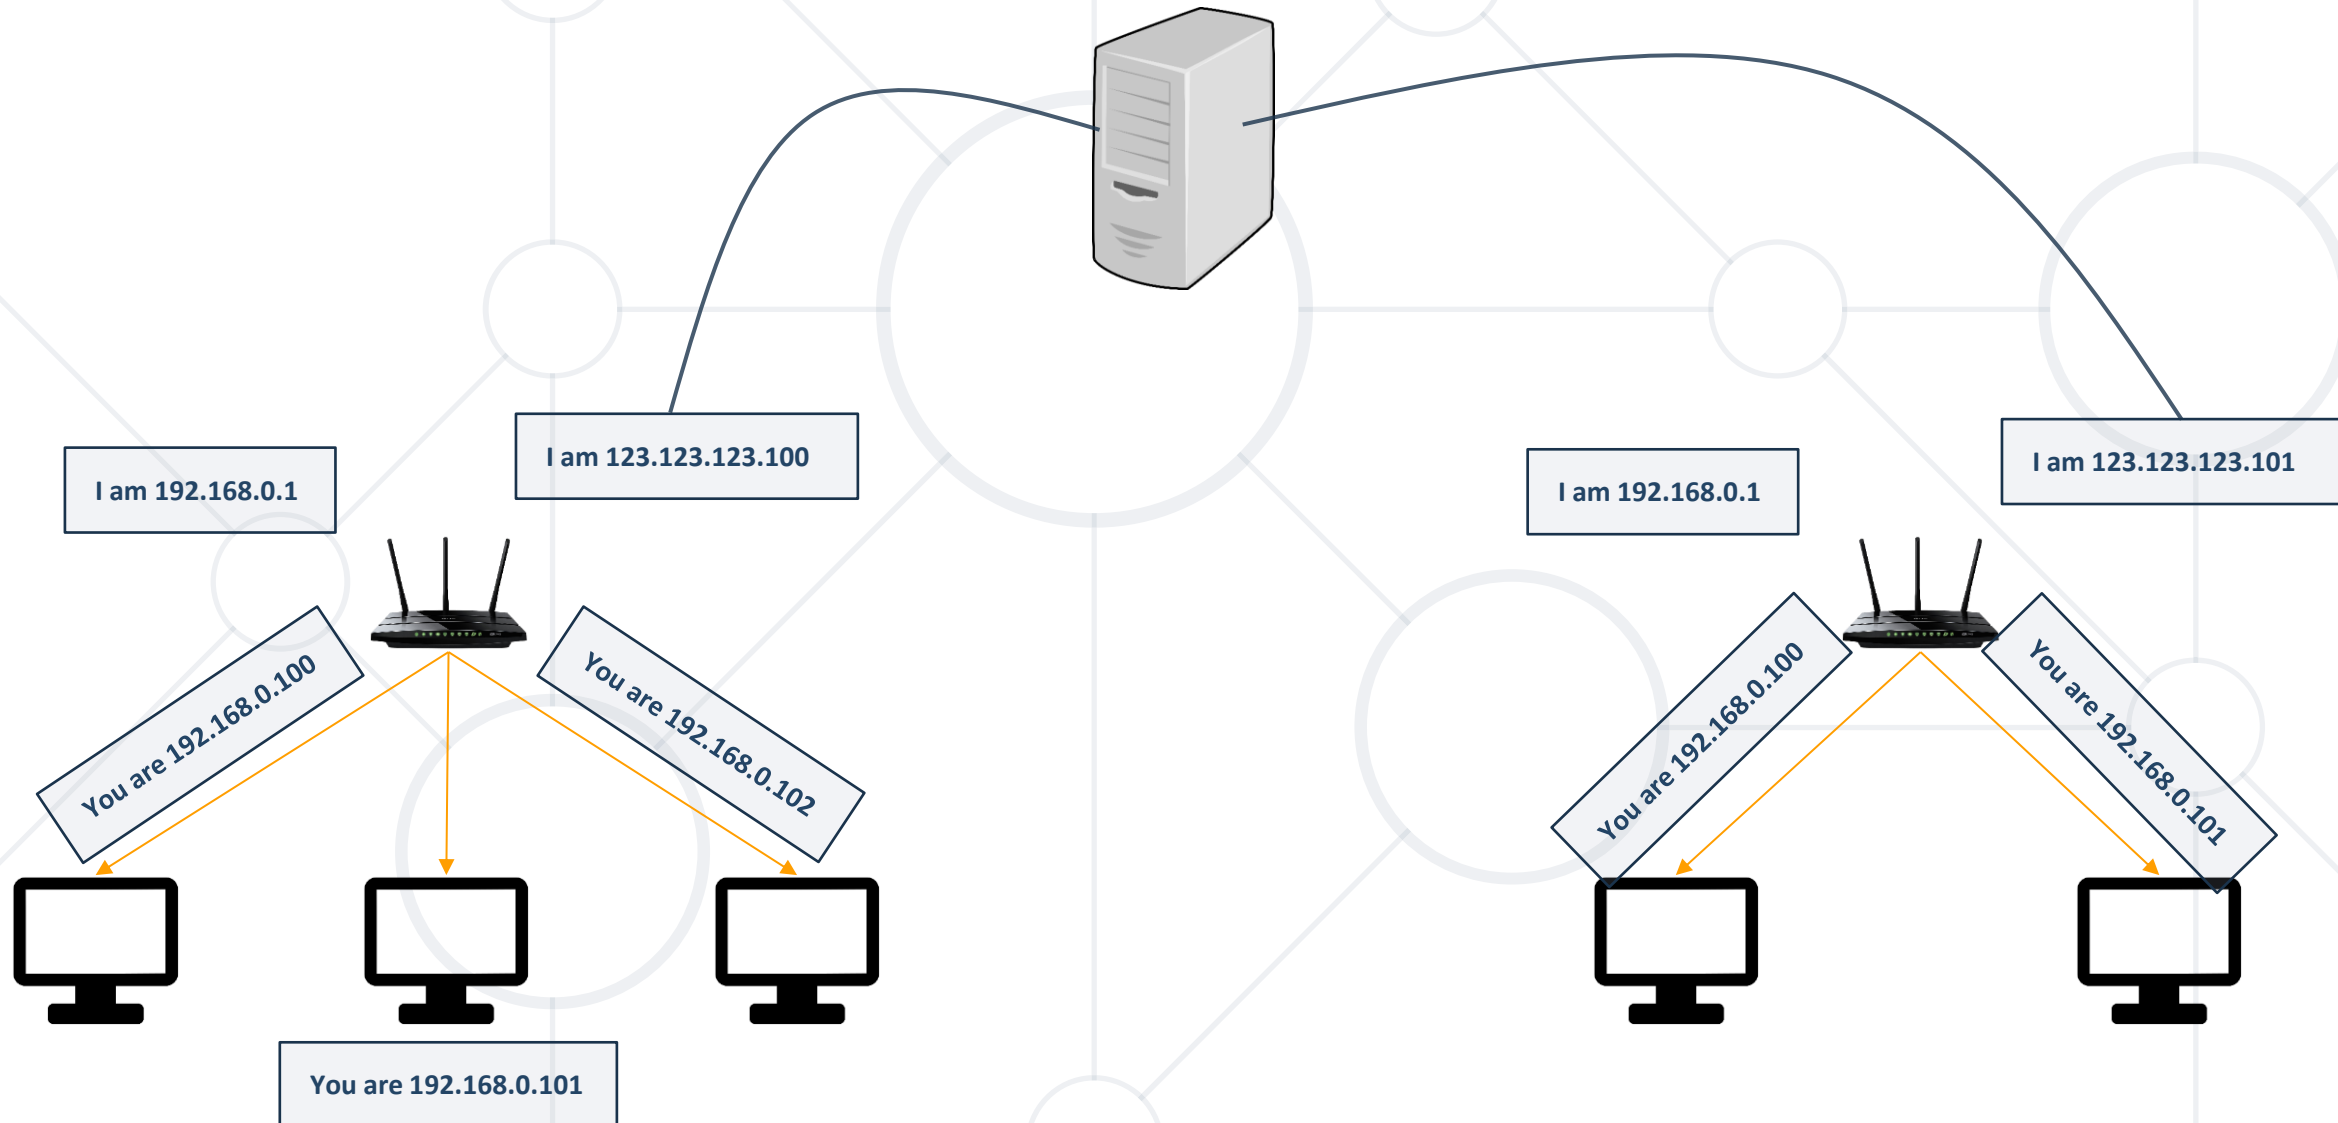 I am 123.123.123.100
I am 192.168.0.1
You are 192.168.0.100
You are 192.168.0.102
You are 192.168.0.101
I am 192.168.0.1
I am 123.123.123.101
You are 192.168.0.100
You are 192.168.0.101